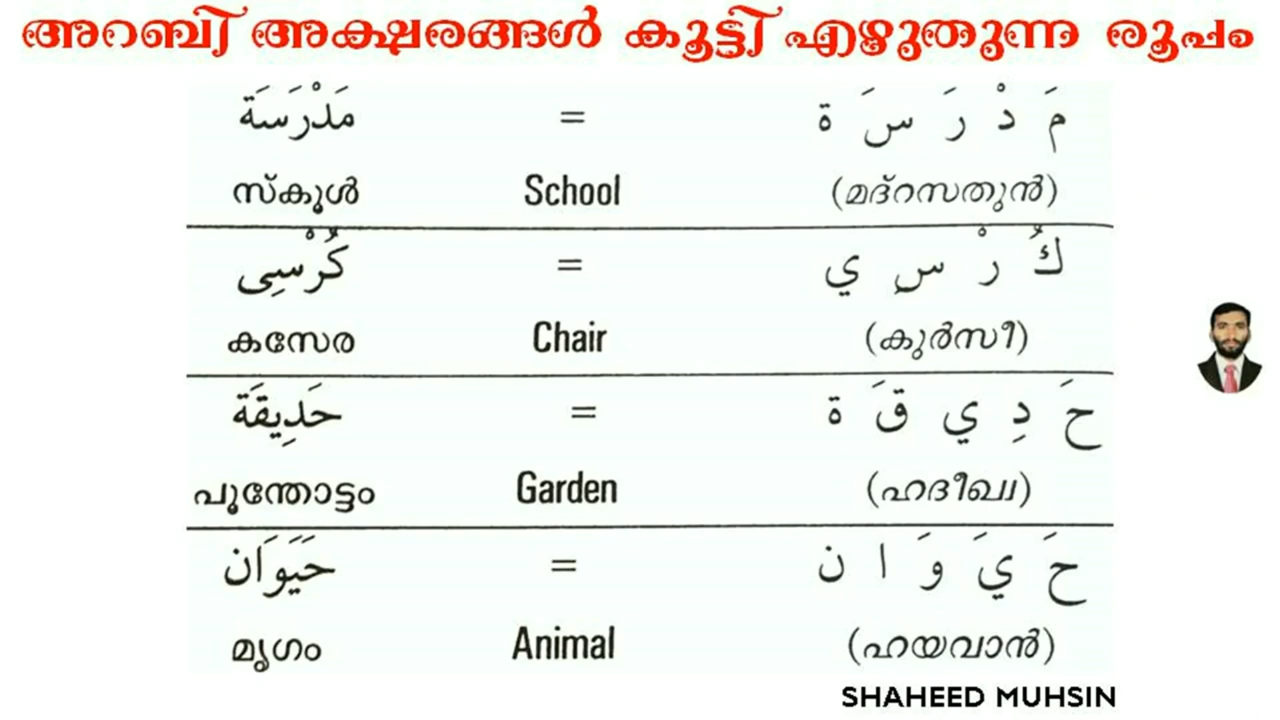 അറബി അക്ഷരങ്ങൾ കൂട്ടി എഴുതുന്ന രൂപം
مَدْرَسَة = مَ دْ رَ سَ ة
സ്കൂൾ School (മദ്റസതുൻ)
كُرْسِى = كُ رْ سِ ي
കസേര Chair (കുർസീ)
حَدِيقَة = حَ دِ ي قَ ة
പൂന്തോട്ടം Garden (ഹദീഖഃ)
حَيَوَان = حَ يَ وَ ا ن
മൃഗം Animal (ഹയവാൻ)
SHAHEED MUHSIN